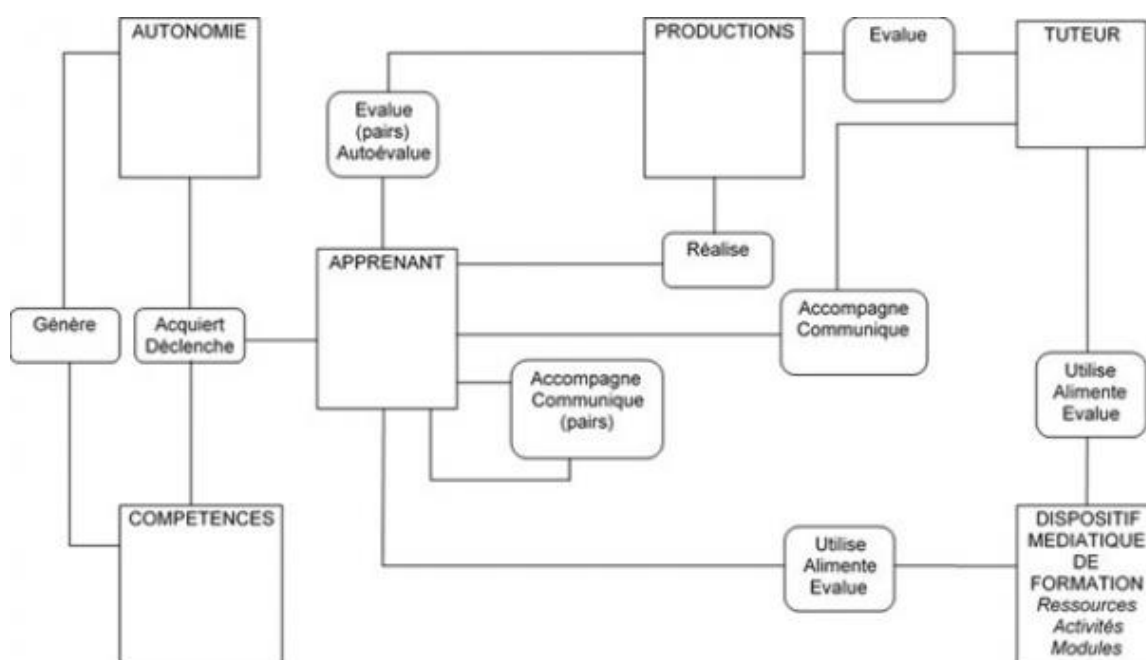 AUTONOMIE
PRODUCTIONS
Evalue
TUTEUR
Evalue
(pairs)
Autoévalue
Réalise
APPRENANT
Génère
Acquiert
Déclenche
Accompagne
Communique
Accompagne
Communique
(pairs)
Utilise
Alimente
Evalue
COMPETENCES
Utilise
Alimente
Evalue
DISPOSITIF
MEDIATIQUE
DE
FORMATION
Ressources
Activités
Modules